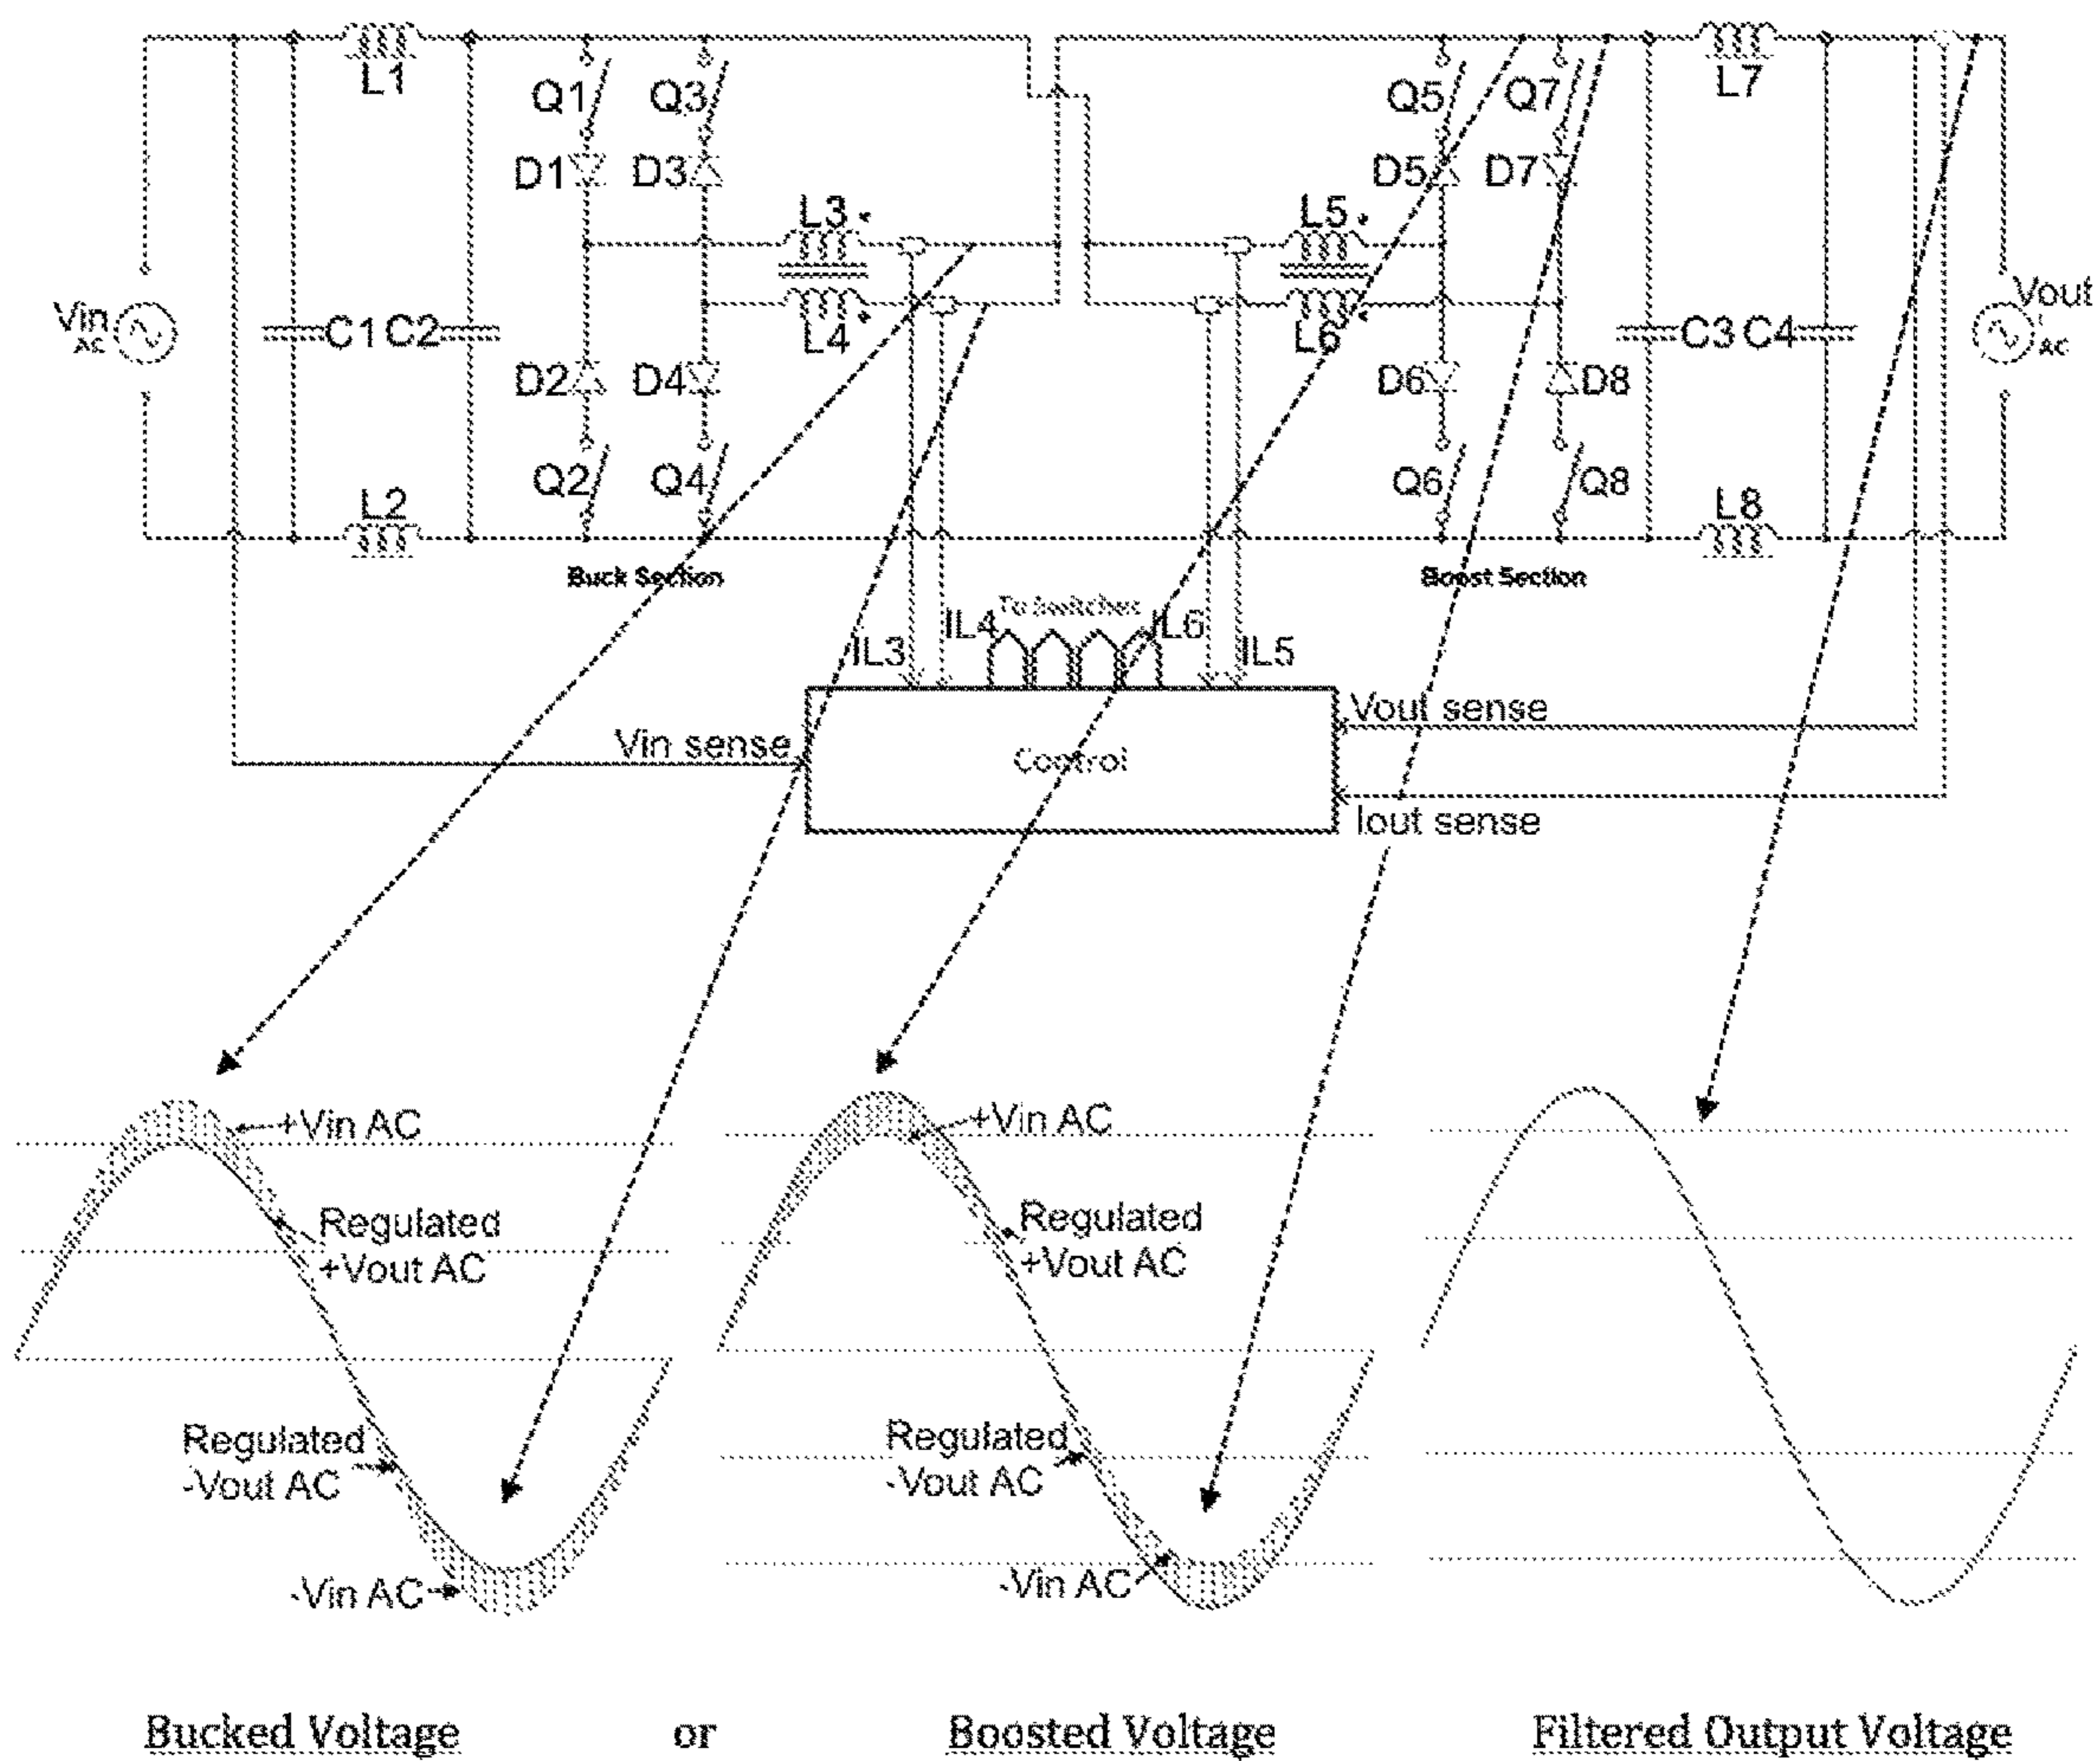 L1
Q1
Q3
Q5
Q7
L7
D1
D3
D5
D7
L3
L5
Vin
AC
C1
C2
L4
L6
C3
C4
Vout
AC
D2
D4
D6
D8
Q2
Q4
Q6
Q8
L2
L8
Buck Section
Boost Section
To Switches
IL3
IL4
IL6
IL5
Vin sense
Control
Vout sense
Iout sense
+Vin AC
+Vin AC
Regulated
+Vout AC
Regulated
+Vout AC
Regulated
-Vout AC
Regulated
-Vout AC
-Vin AC
-Vin AC
Bucked Voltage or Boosted Voltage Filtered Output Voltage